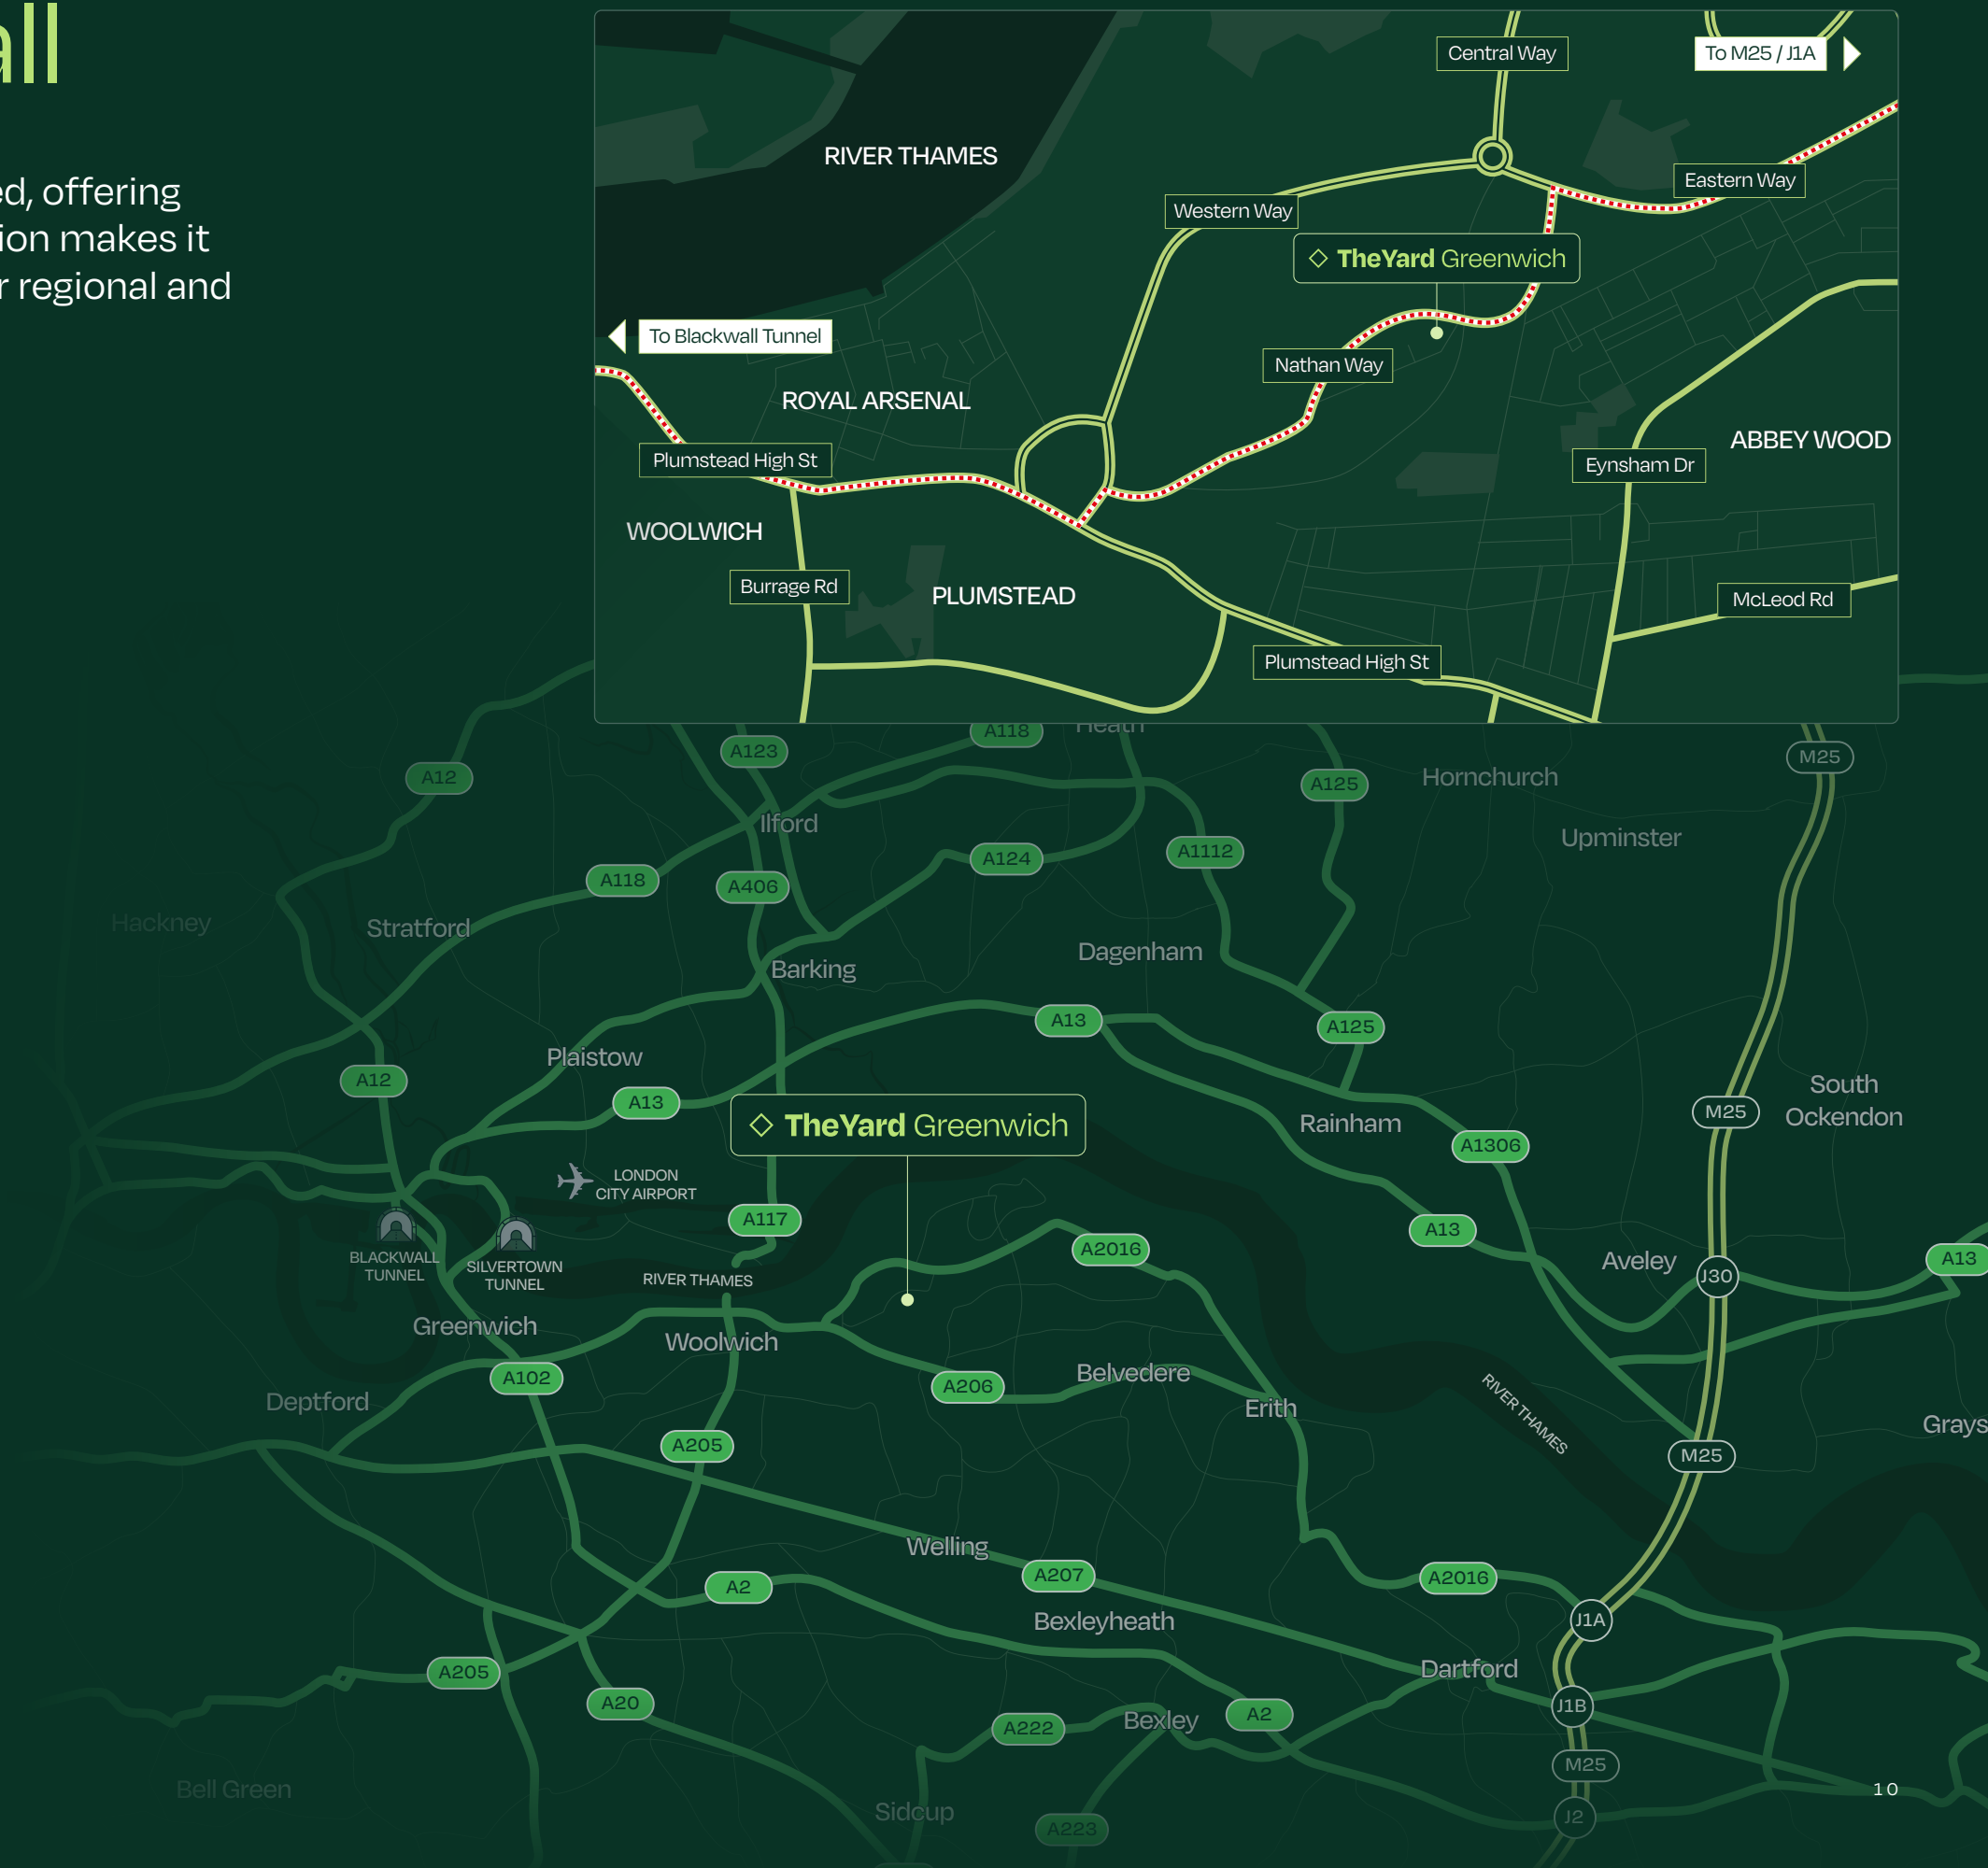 all
ed, offering
ion makes it
r regional and
Central Way
To M25 / J1A
RIVER THAMES
Eastern Way
Western Way
TheYard Greenwich
To Blackwall Tunnel
Nathan Way
ROYAL ARSENAL
ABBEY WOOD
Plumstead High St
Eynsham Dr
WOOLWICH
Burrage Rd
PLUMSTEAD
McLeod Rd
Plumstead High St
Heath
A118
A123
M25
A12
A125
Hornchurch
Ilford
Upminster
A124
A1112
A118
A406
Hackney
Stratford
Dagenham
Barking
A13
A125
Plaistow
A12
South
Ockendon
A13
M25
TheYard Greenwich
Rainham
A1306
LONDON
CITY AIRPORT
A117
A13
A2016
BLACKWALL
TUNNEL
SILVERTOWN
TUNNEL
RIVER THAMES
Aveley
A13
J30
Greenwich
Woolwich
A102
A206
Belvedere
Deptford
Erith
RIVER THAMES
Grays
A205
M25
Welling
A207
A2
A2016
Bexleyheath
J1A
A205
Dartford
A20
J1B
A222
Bexley
A2
M25
Bell Green
10
Sidcup
A223
J2